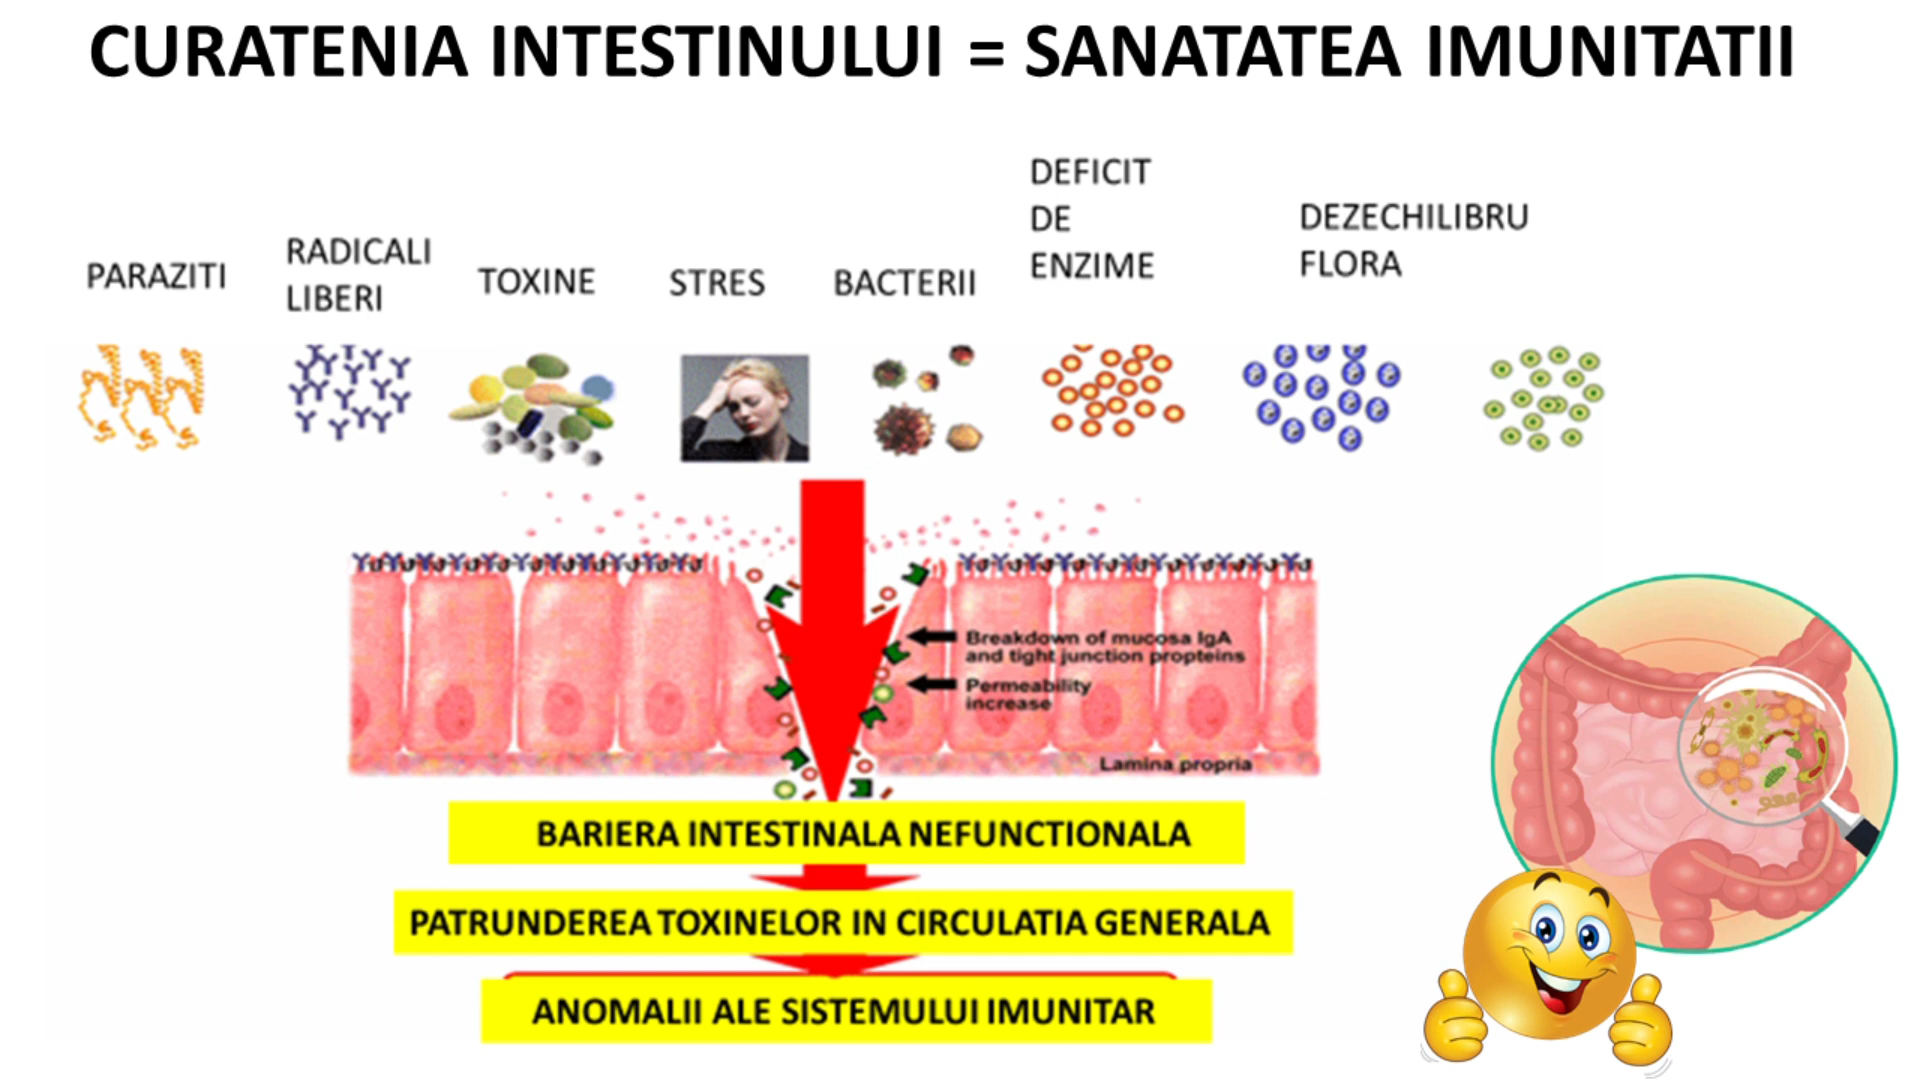 CURATENIA INTESTINULUI = SANATATEA IMUNITATII
PARAZITI
RADICALI
LIBERI
TOXINE
STRES
BACTERII
DEFICIT
DE
ENZIME
DEZECHILIBRU
FLORA
Breakdown of mucosa IgA
and tight junction propteins
Permeability
increase
Lamina propria
BARIERA INTESTINALA NEFUNCTIONALA
PATRUNDEREA TOXINELOR IN CIRCULATIA GENERALA
ANOMALII ALE SISTEMULUI IMUNITAR